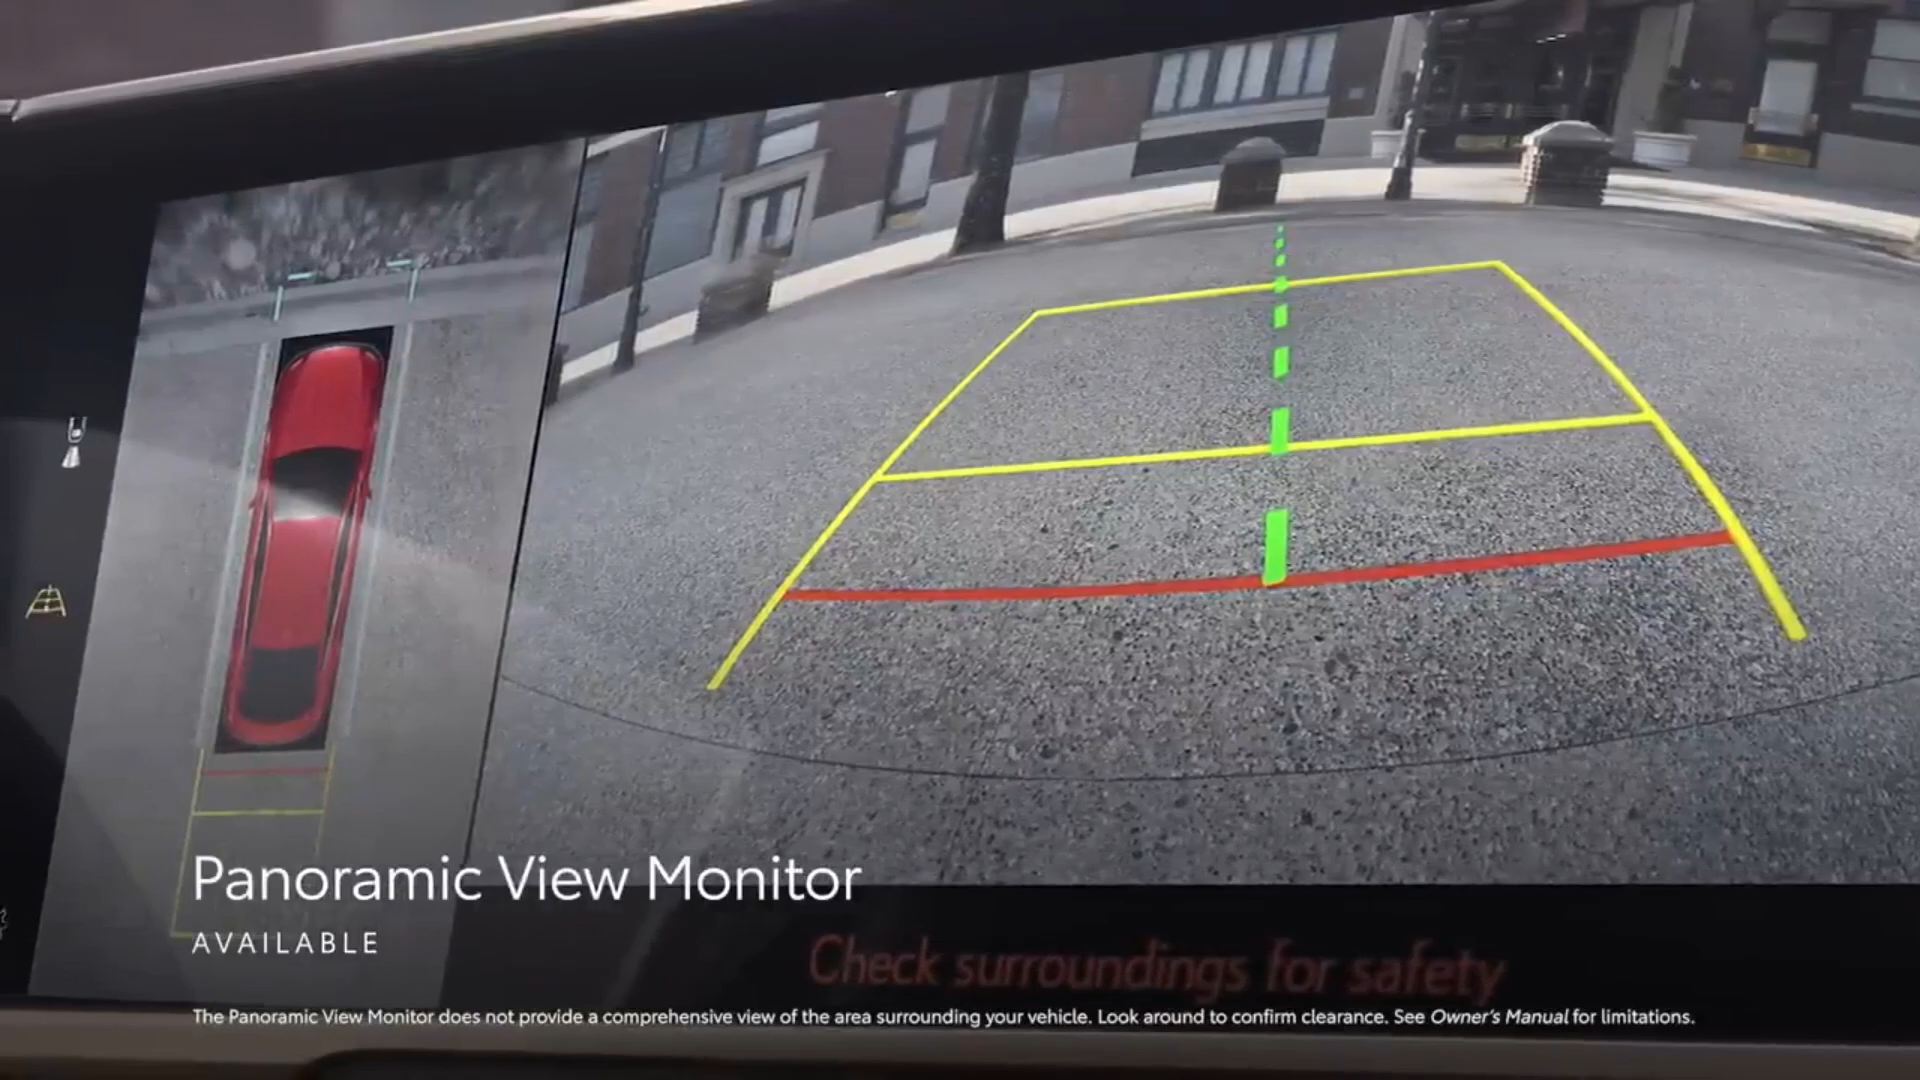 Panoramic View Monitor
AVAILABLE
Check surroundings for safety
The Panoramic View Monitor does not provide a comprehensive view of the area surrounding your vehicle. Look around to confirm clearance. See Owner's Manual for limitations.